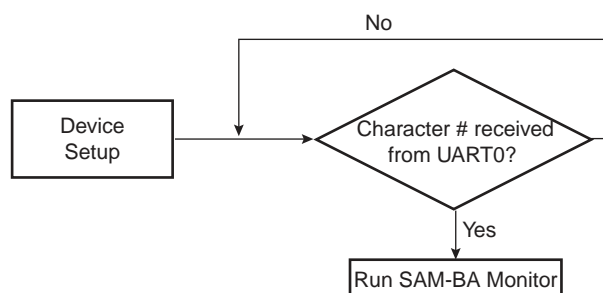 No
Device
Setup
Character # received
from UART0?
Yes
Run SAM-BA Monitor